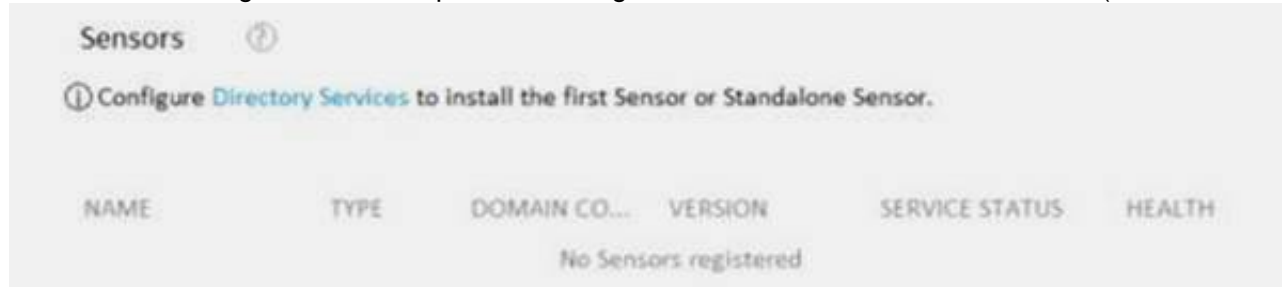 Sensors ?
ⓘ Configure Directory Services to install the first Sensor or Standalone Sensor.
NAME TYPE DOMAIN CO... VERSION SERVICE STATUS HEALTH
No Sensors registered